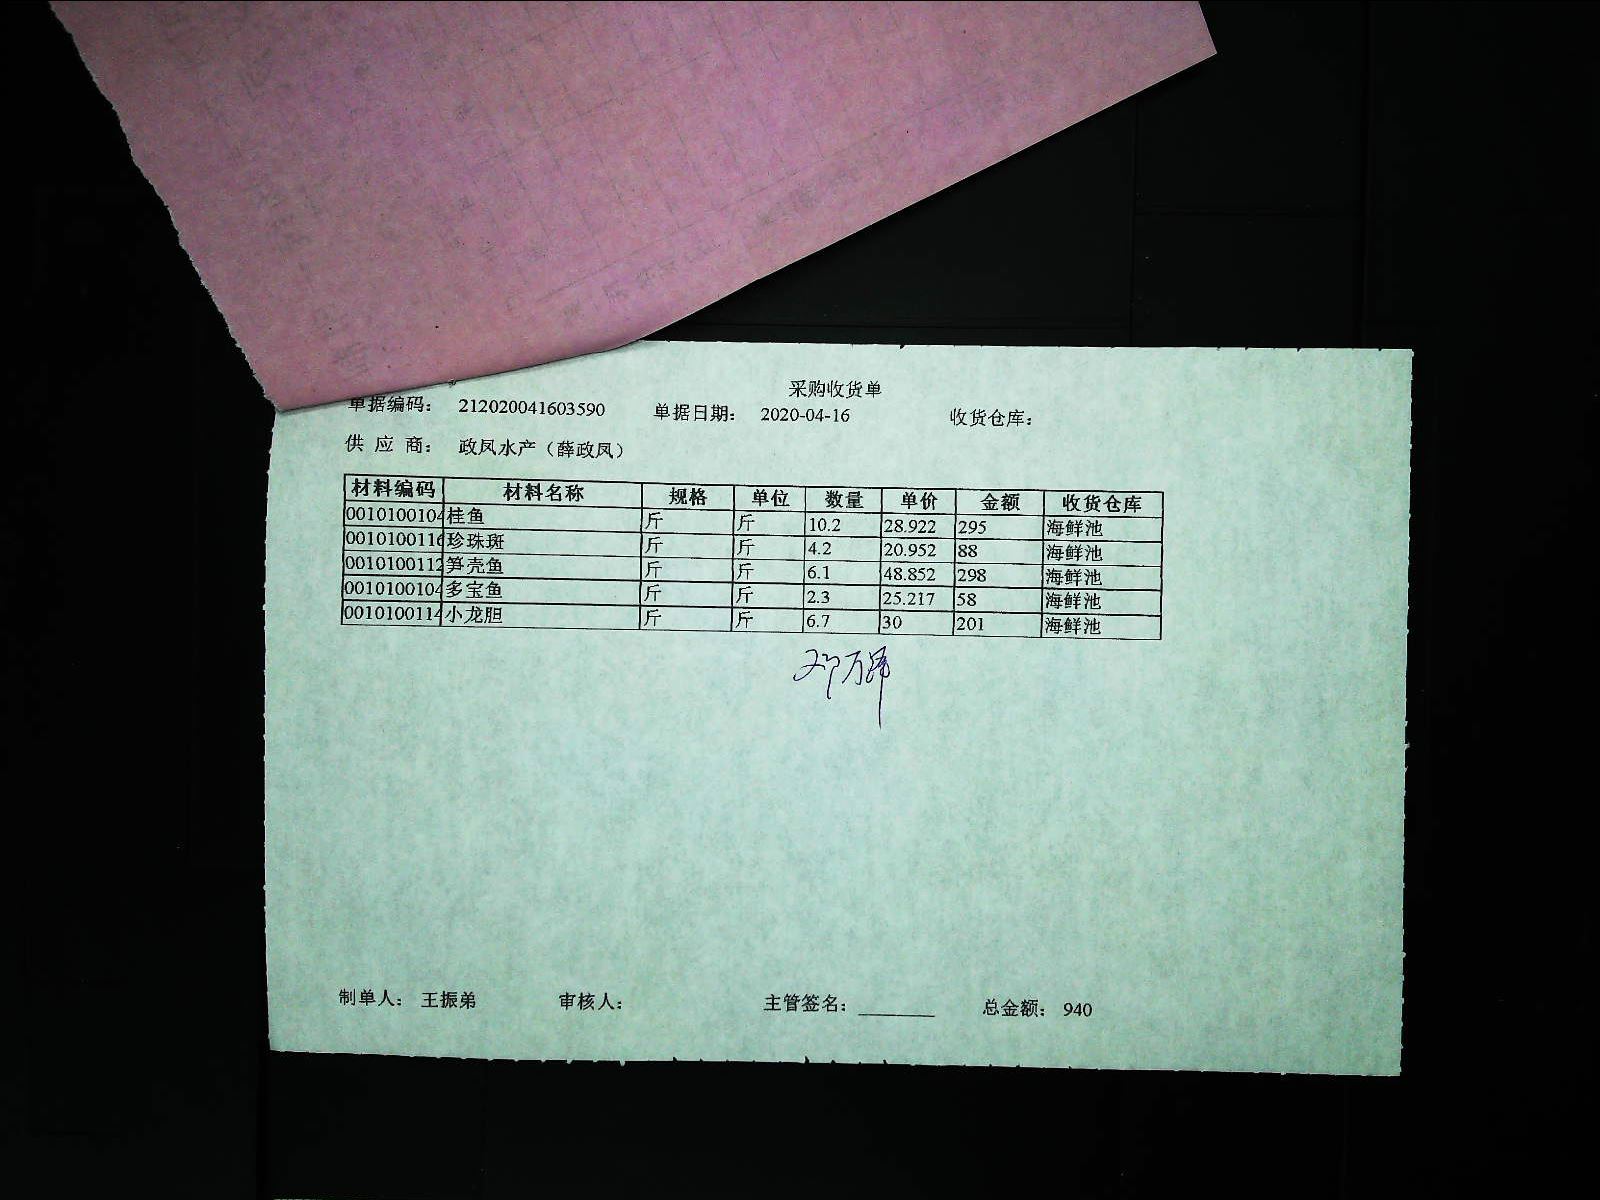 采购收货单
单据编码： 212020041603590 单据日期： 2020-04-16 收货仓库：
供 应 商： 政凤水产（薛政凤）
材料编码 材料名称 规格 单位 数量 单价 金额 收货仓库
0010100104 桂鱼 斤 斤 10.2 28.922 295 海鲜池
0010100116 珍珠斑 斤 斤 4.2 20.952 88 海鲜池
0010100112 笋壳鱼 斤 斤 6.1 48.852 298 海鲜池
0010100104 多宝鱼 斤 斤 2.3 25.217 58 海鲜池
0010100114 小龙胆 斤 斤 6.7 30 201 海鲜池
制单人： 王振弟 审核人： 主管签名： 总金额： 940